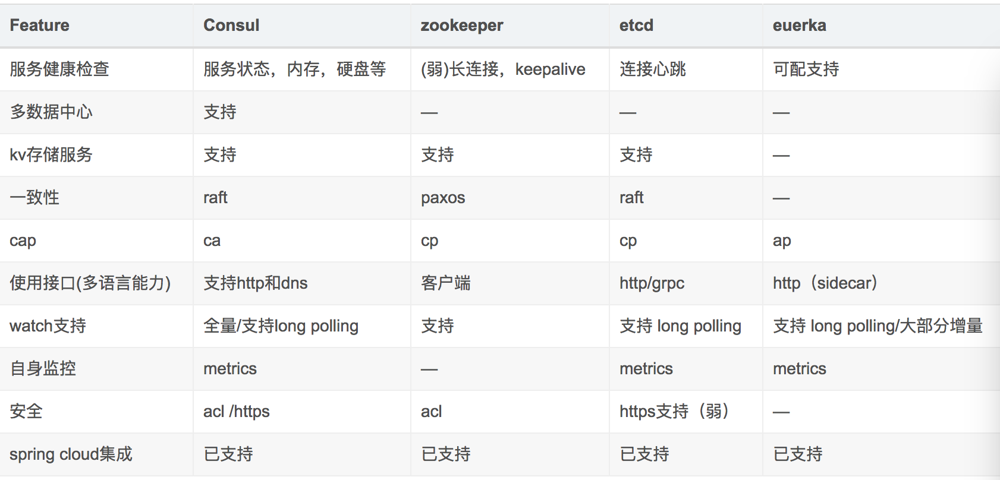 Feature Consul zookeeper etcd euerka
服务健康检查 服务状态，内存，硬盘等 (弱)长连接，keepalive 连接心跳 可配支持
多数据中心 支持 — — —
kv存储服务 支持 支持 支持 —
一致性 raft paxos raft —
cap ca cp cp ap
使用接口(多语言能力) 支持http和dns 客户端 http/grpc http（sidecar）
watch支持 全量/支持long polling 支持 支持 long polling 支持 long polling/大部分增量
自身监控 metrics — metrics metrics
安全 acl /https acl https支持（弱） —
spring cloud集成 已支持 已支持 已支持 已支持